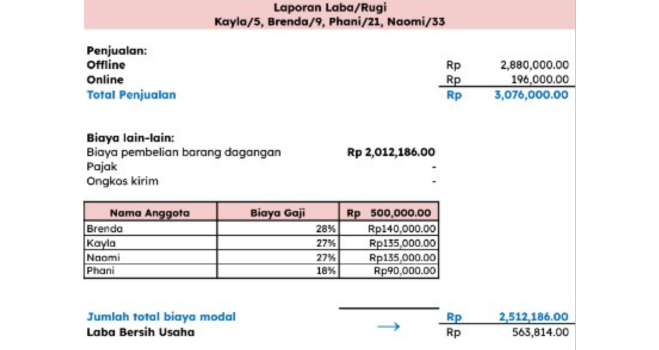 Laporan Laba/Rugi
Kayla/5, Brenda/9, Phani/21, Naomi/33
Penjualan:
Offline Rp 2,880,000.00
Online Rp 196,000.00
Total Penjualan Rp 3,076,000.00
Biaya lain-lain:
Biaya pembelian barang dagangan Rp 2,012,186.00
Pajak -
Ongkos kirim -
Nama Anggota Biaya Gaji Rp 500,000.00
Brenda 28% Rp140,000.00
Kayla 27% Rp135,000.00
Naomi 27% Rp135,000.00
Phani 18% Rp90,000.00
Jumlah total biaya modal Rp 2,512,186.00
Laba Bersih Usaha → Rp 563,814.00